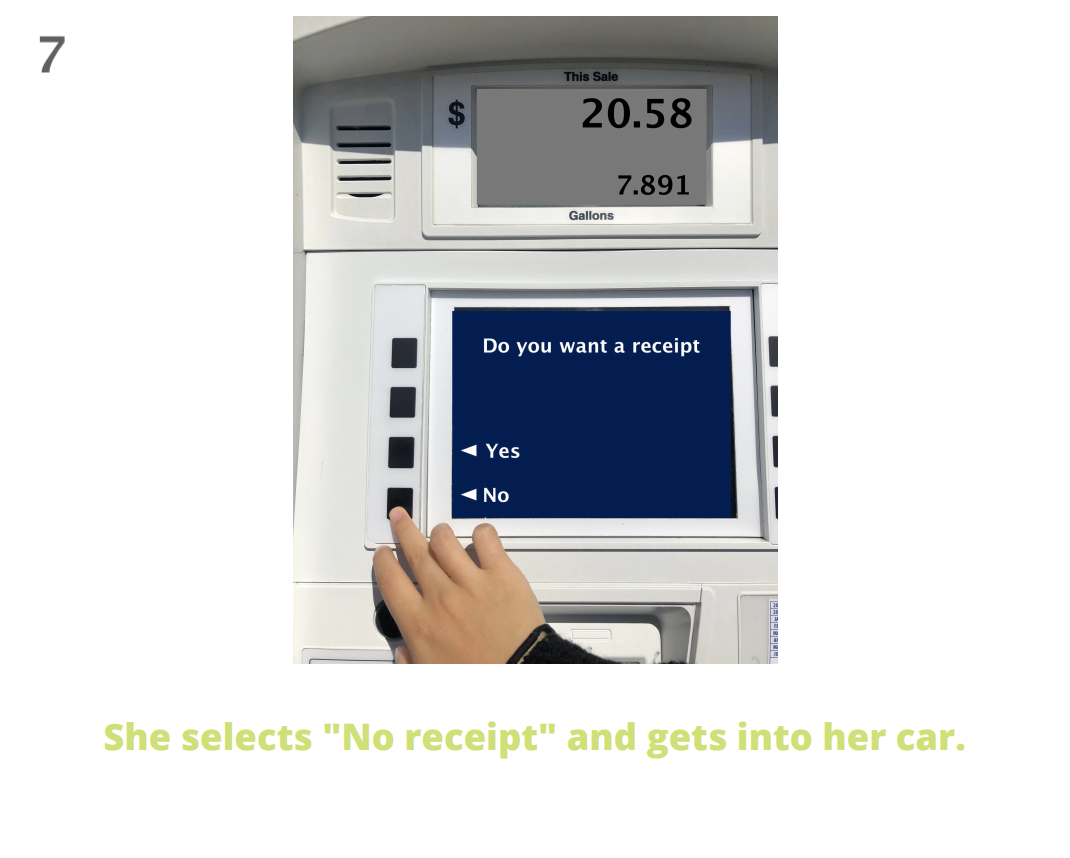 7
This Sale
$ 20.58
7.891
Gallons
Do you want a receipt
◄ Yes
◄ No
She selects "No receipt" and gets into her car.